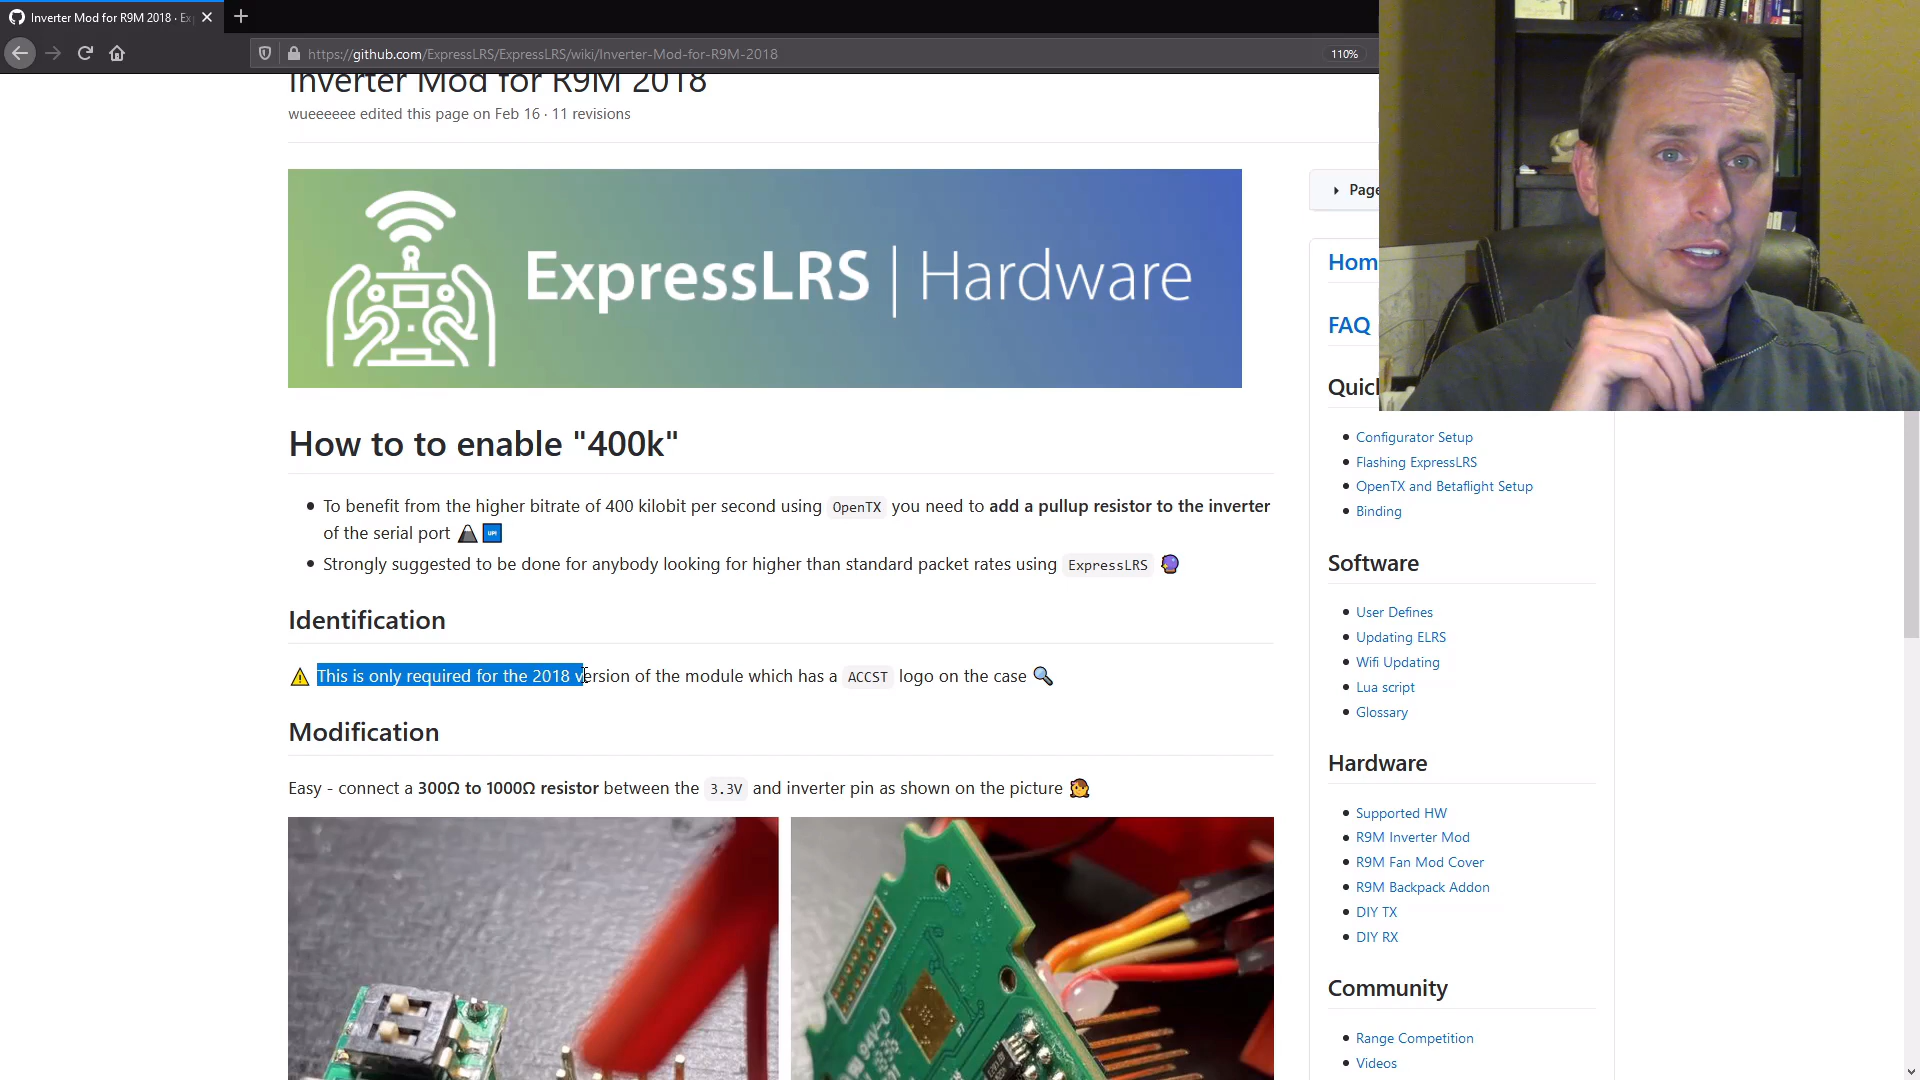 Inverter Mod for R9M 2018 · Ex
https://github.com/ExpressLRS/ExpressLRS/wiki/Inverter-Mod-for-R9M-2018
110%
Inverter Mod for R9M 2018
wueeeeee edited this page on Feb 16 · 11 revisions
ExpressLRS | Hardware
How to to enable "400k"
To benefit from the higher bitrate of 400 kilobit per second using OpenTX you need to add a pullup resistor to the inverter
of the serial port
UP!
Strongly suggested to be done for anybody looking for higher than standard packet rates using ExpressLRS
Identification
This is only required for the 2018 version of the module which has a ACCST logo on the case
Modification
Easy - connect a 300Ω to 1000Ω resistor between the 3.3V and inverter pin as shown on the picture
94V-0
Page
Hom
FAQ
Quic
Configurator Setup
Flashing ExpressLRS
OpenTX and Betaflight Setup
Binding
Software
User Defines
Updating ELRS
Wifi Updating
Lua script
Glossary
Hardware
Supported HW
R9M Inverter Mod
R9M Fan Mod Cover
R9M Backpack Addon
DIY TX
DIY RX
Community
Range Competition
Videos